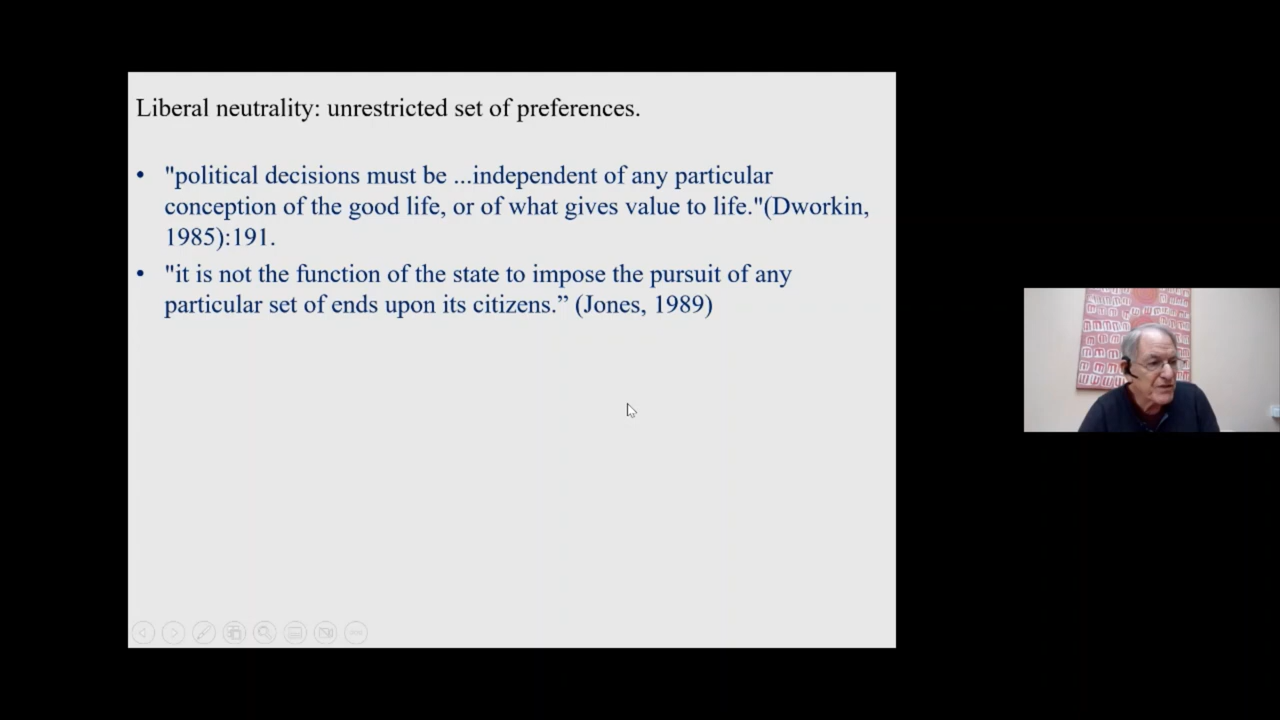 Liberal neutrality: unrestricted set of preferences.
• "political decisions must be ...independent of any particular
conception of the good life, or of what gives value to life."(Dworkin,
1985):191.
• "it is not the function of the state to impose the pursuit of any
particular set of ends upon its citizens.” (Jones, 1989)